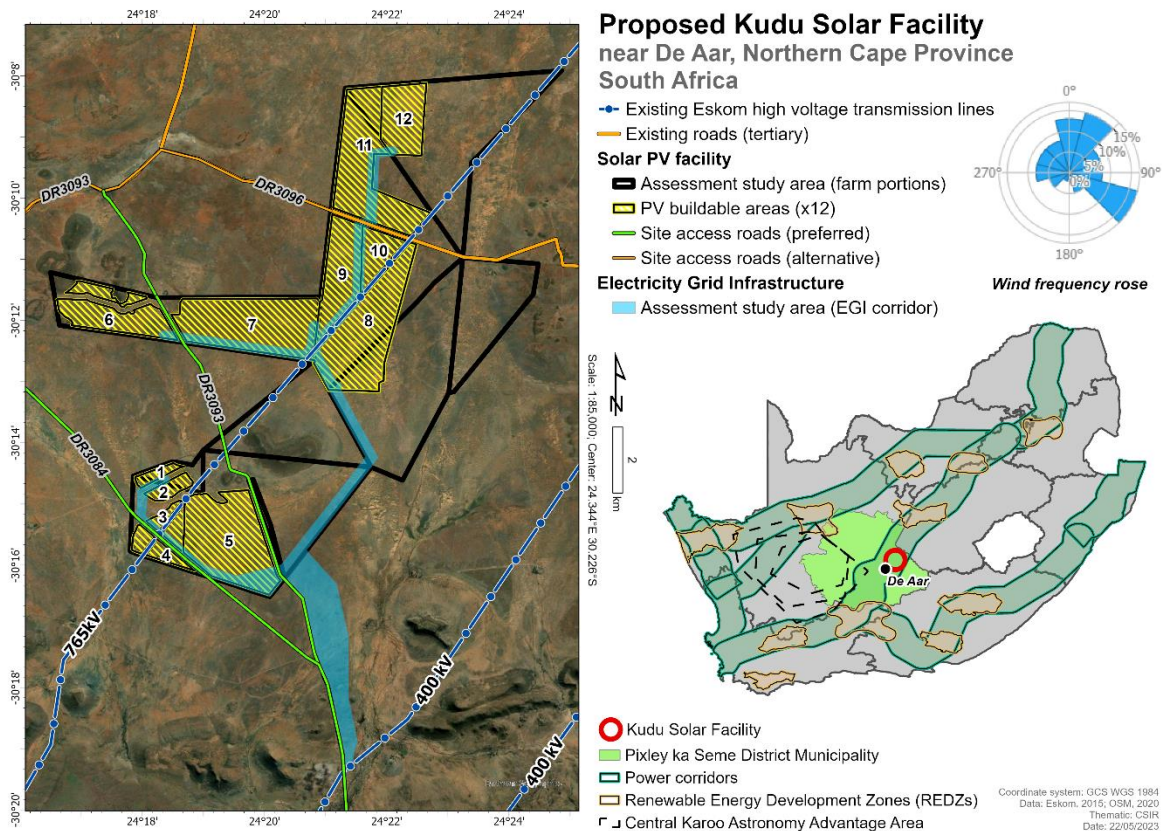 24°18'
24°20'
24°22'
24°24'
-30°8'
-30°10'
-30°12'
-30°14'
-30°16'
-30°18'
-30°20'
12
11
DR3093
DR3096
10
9
6
7
8
DR3093
DR3084
1
2
3
5
4
765kV
400 kV
400 kV
24°18'
24°20'
24°22'
24°24'
Proposed Kudu Solar Facility
near De Aar, Northern Cape Province
South Africa
Existing Eskom high voltage transmission lines
Existing roads (tertiary)
Solar PV facility
Assessment study area (farm portions)
PV buildable areas (x12)
Site access roads (preferred)
Site access roads (alternative)
Electricity Grid Infrastructure
Assessment study area (EGI corridor)
0°
15%
10%
5%
0%
270°
90°
180°
Wind frequency rose
Scale: 1:85,000; Center: 24.344°E 30.226°S
N
2
km
De Aar
Kudu Solar Facility
Pixley ka Seme District Municipality
Power corridors
Renewable Energy Development Zones (REDZs)
Central Karoo Astronomy Advantage Area
Coordinate system: GCS WGS 1984
Data: Eskom, 2015; OSM, 2020
Thematic: CSIR
Date: 22/05/2023